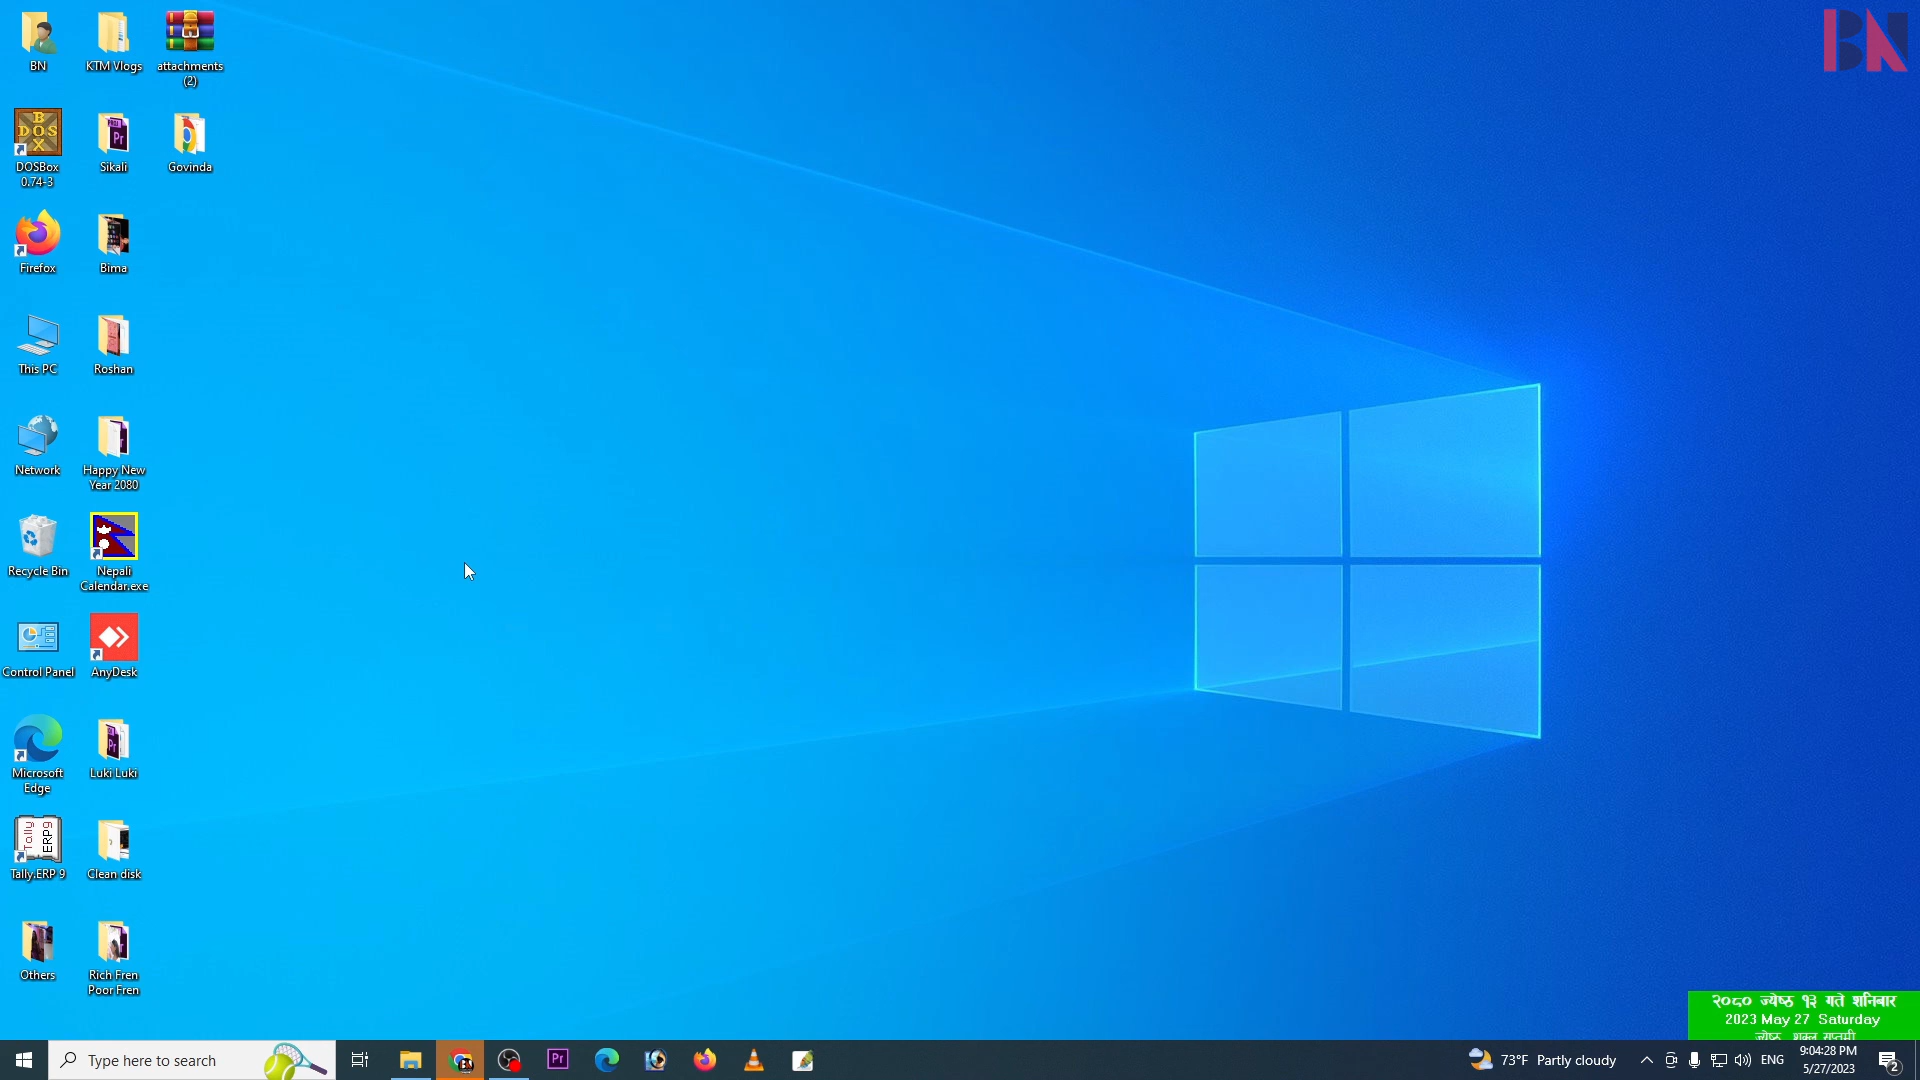 BN
KTM Vlogs
attachments
(2)
BN
DOSBox
0.74-3
Sikali
Govinda
Firefox
Bima
This PC
Roshan
Network
Happy New
Year 2080
Recycle Bin
Nepali
Calendar.exe
Control Panel
AnyDesk
Microsoft
Edge
Luki Luki
Tally.ERP 9
Clean disk
Others
Rich Fren
Poor Fren
२०८० ज्येष्ठ १३ गते शनिबार
2023 May 27 Saturday
Type here to search
73°F Partly cloudy
ENG
9:04:28 PM
5/27/2023
2